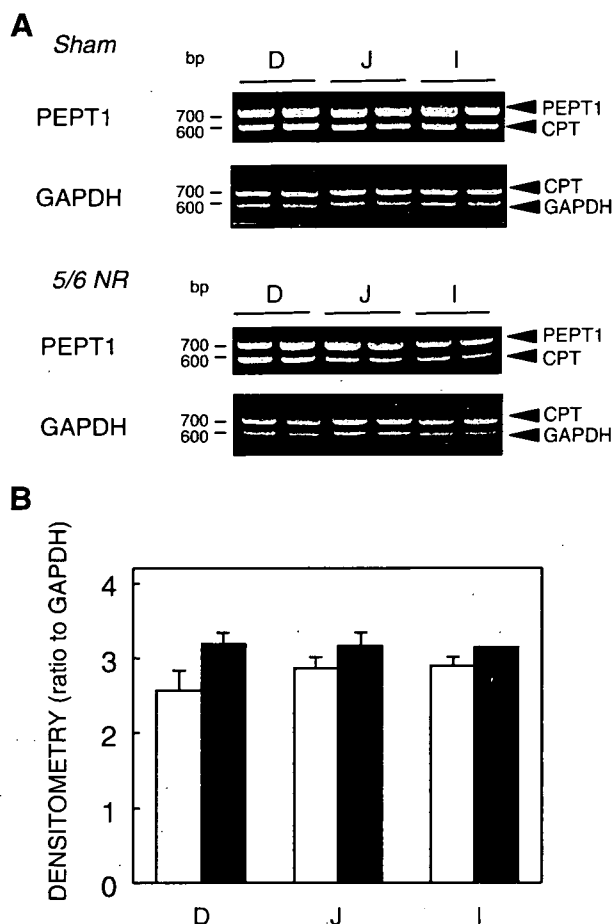 A
Sham
bp D J I
PEPT1 700 600 PEPT1 CPT
GAPDH 700 600 CPT GAPDH
5/6 NR
bp D J I
PEPT1 700 600 PEPT1 CPT
GAPDH 700 600 CPT GAPDH
B
DENSITOMETRY (ratio to GAPDH)
4
3
2
1
0
D J I